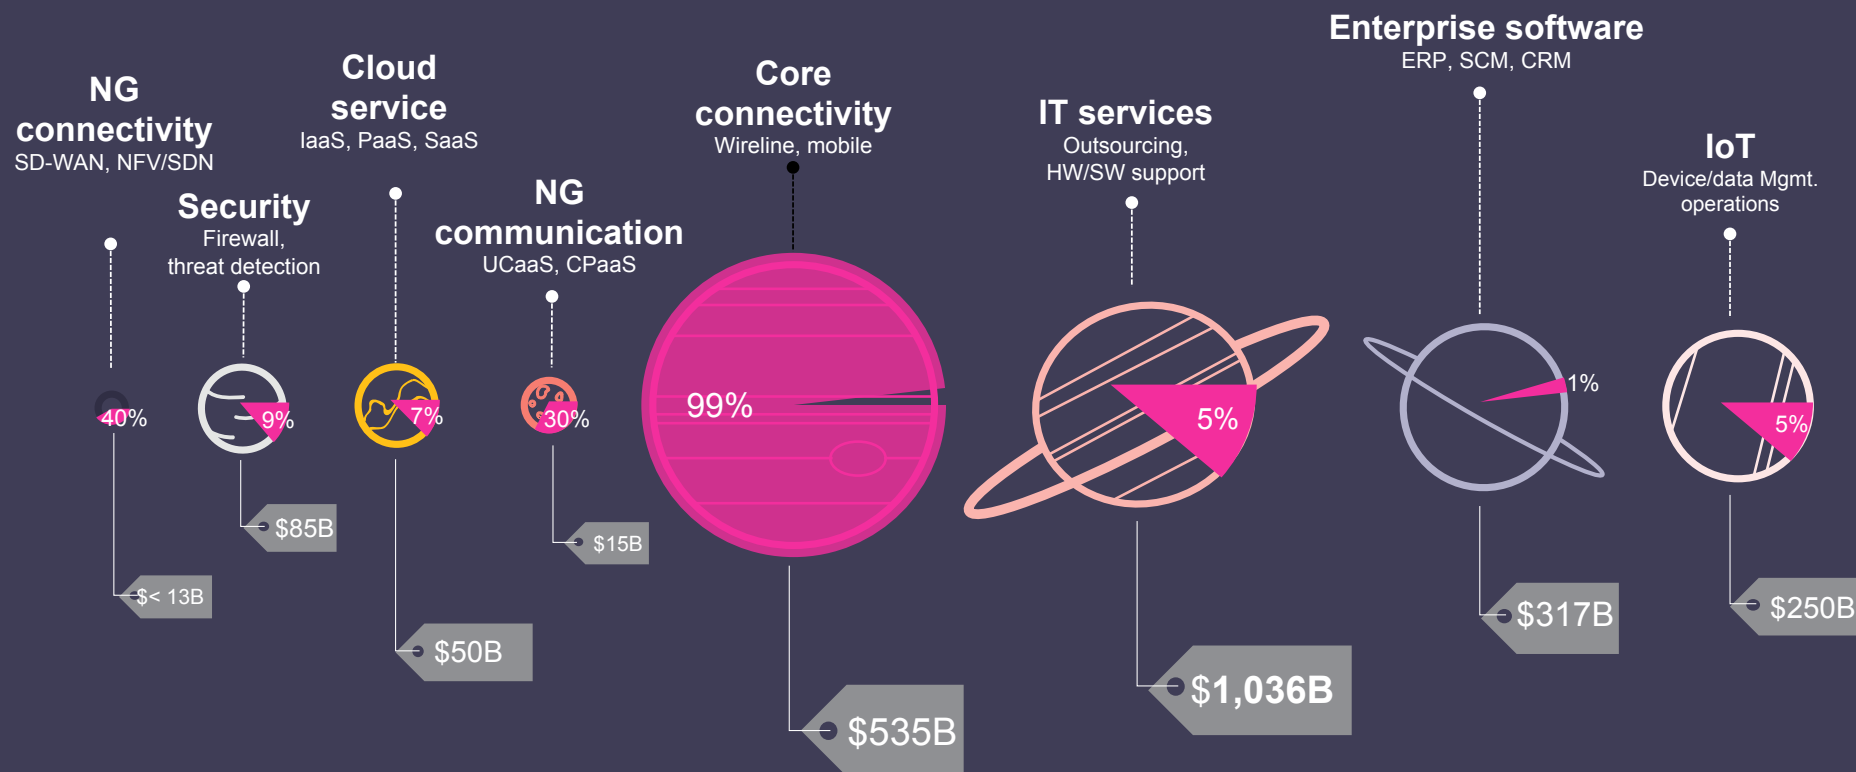 NG
connectivity
SD-WAN, NFV/SDN
40%
$< 13B
Security
Firewall,
threat detection
9%
$85B
Cloud
service
IaaS, PaaS, SaaS
7%
$50B
NG
communication
UCaaS, CPaaS
30%
$15B
Core
connectivity
Wireline, mobile
99%
$535B
IT services
Outsourcing,
HW/SW support
5%
$1,036B
Enterprise software
ERP, SCM, CRM
1%
$317B
IoT
Device/data Mgmt.
operations
5%
$250B